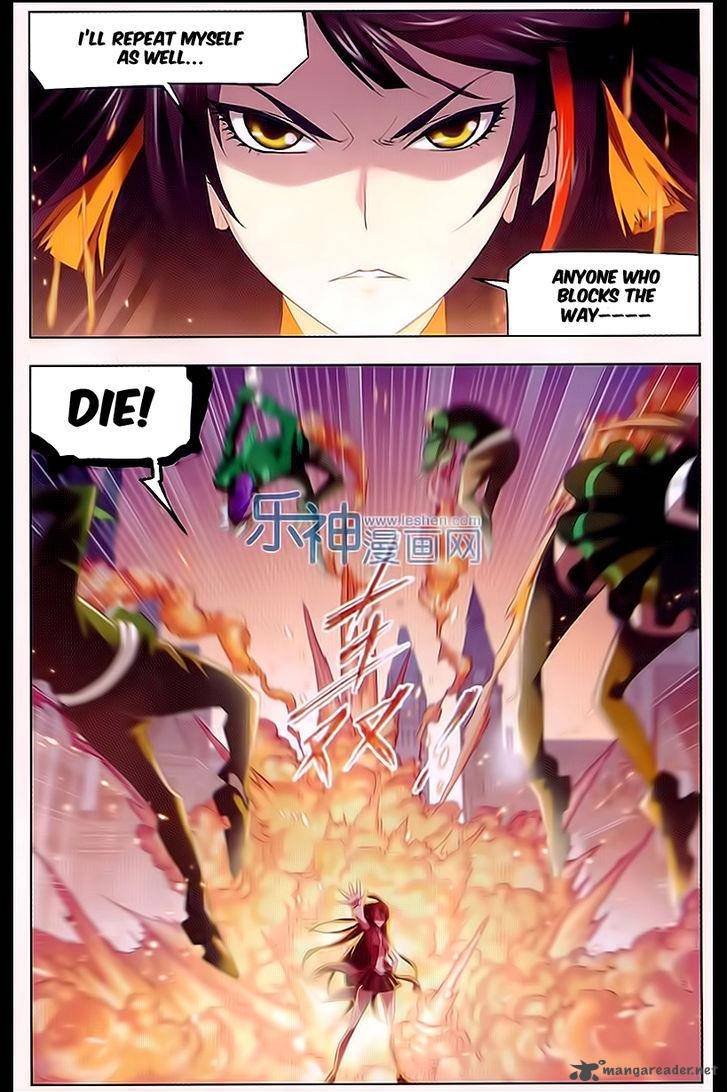 I'LL REPEAT MYSELF
AS WELL...
ANYONE WHO
BLOCKS THE
WAY----
DIE!
乐神漫画网
www.leshen.com
轰!
mangareader.net